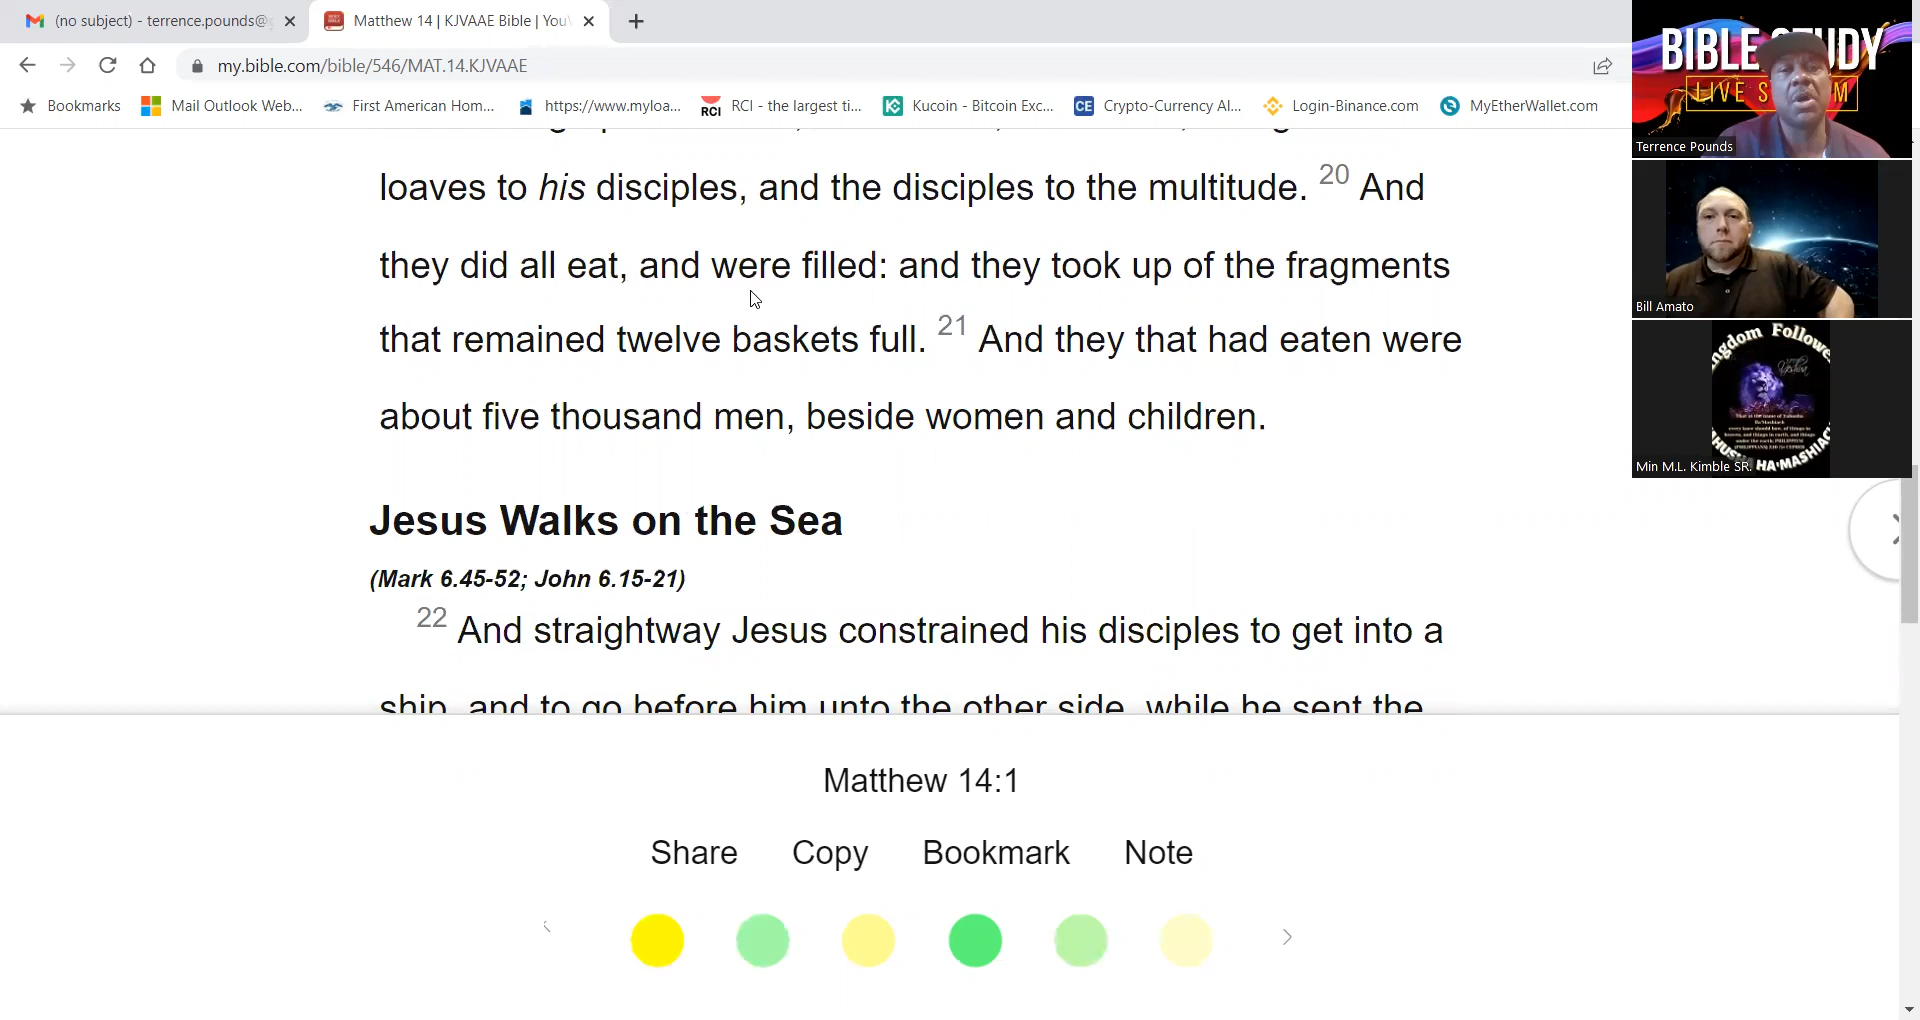 (no subject) - terrence.pounds@
Matthew 14 | KJVAAE Bible | You
my.bible.com/bible/546/MAT.14.KJVAAE
Bookmarks
Mail Outlook Web...
First American Hom...
https://www.myloa...
RCI
RCI - the largest ti...
Kucoin - Bitcoin Exc...
CE
Crypto-Currency Al...
Login-Binance.com
MyEtherWallet.com
loaves to his disciples, and the disciples to the multitude. 20 And
they did all eat, and were filled: and they took up of the fragments
that remained twelve baskets full. 21 And they that had eaten were
about five thousand men, beside women and children.
Jesus Walks on the Sea
(Mark 6.45-52; John 6.15-21)
22 And straightway Jesus constrained his disciples to get into a
ship, and to go before him unto the other side, while he sent the
Matthew 14:1
Share
Copy
Bookmark
Note
BIBLE
LIVE
Terrence Pounds
Bill Amato
Yeshua
HA'MASHIACH
Min M.L. Kimble SR.